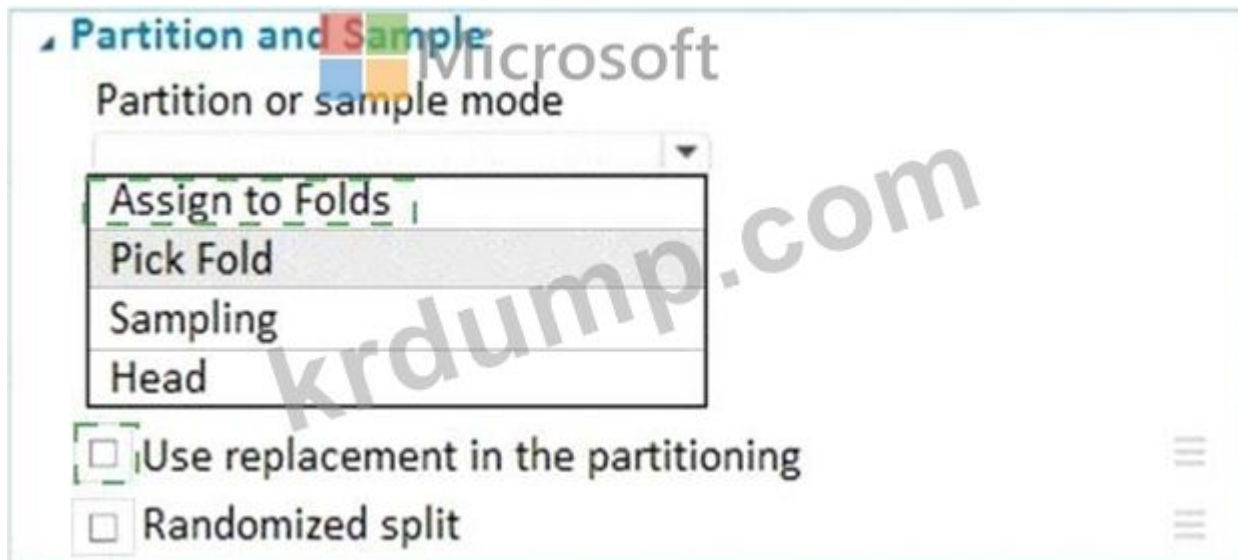 Partition and Sample
Microsoft
Partition or sample mode
Assign to Folds
Pick Fold
Sampling
Head
krdump.com
Use replacement in the partitioning
Randomized split